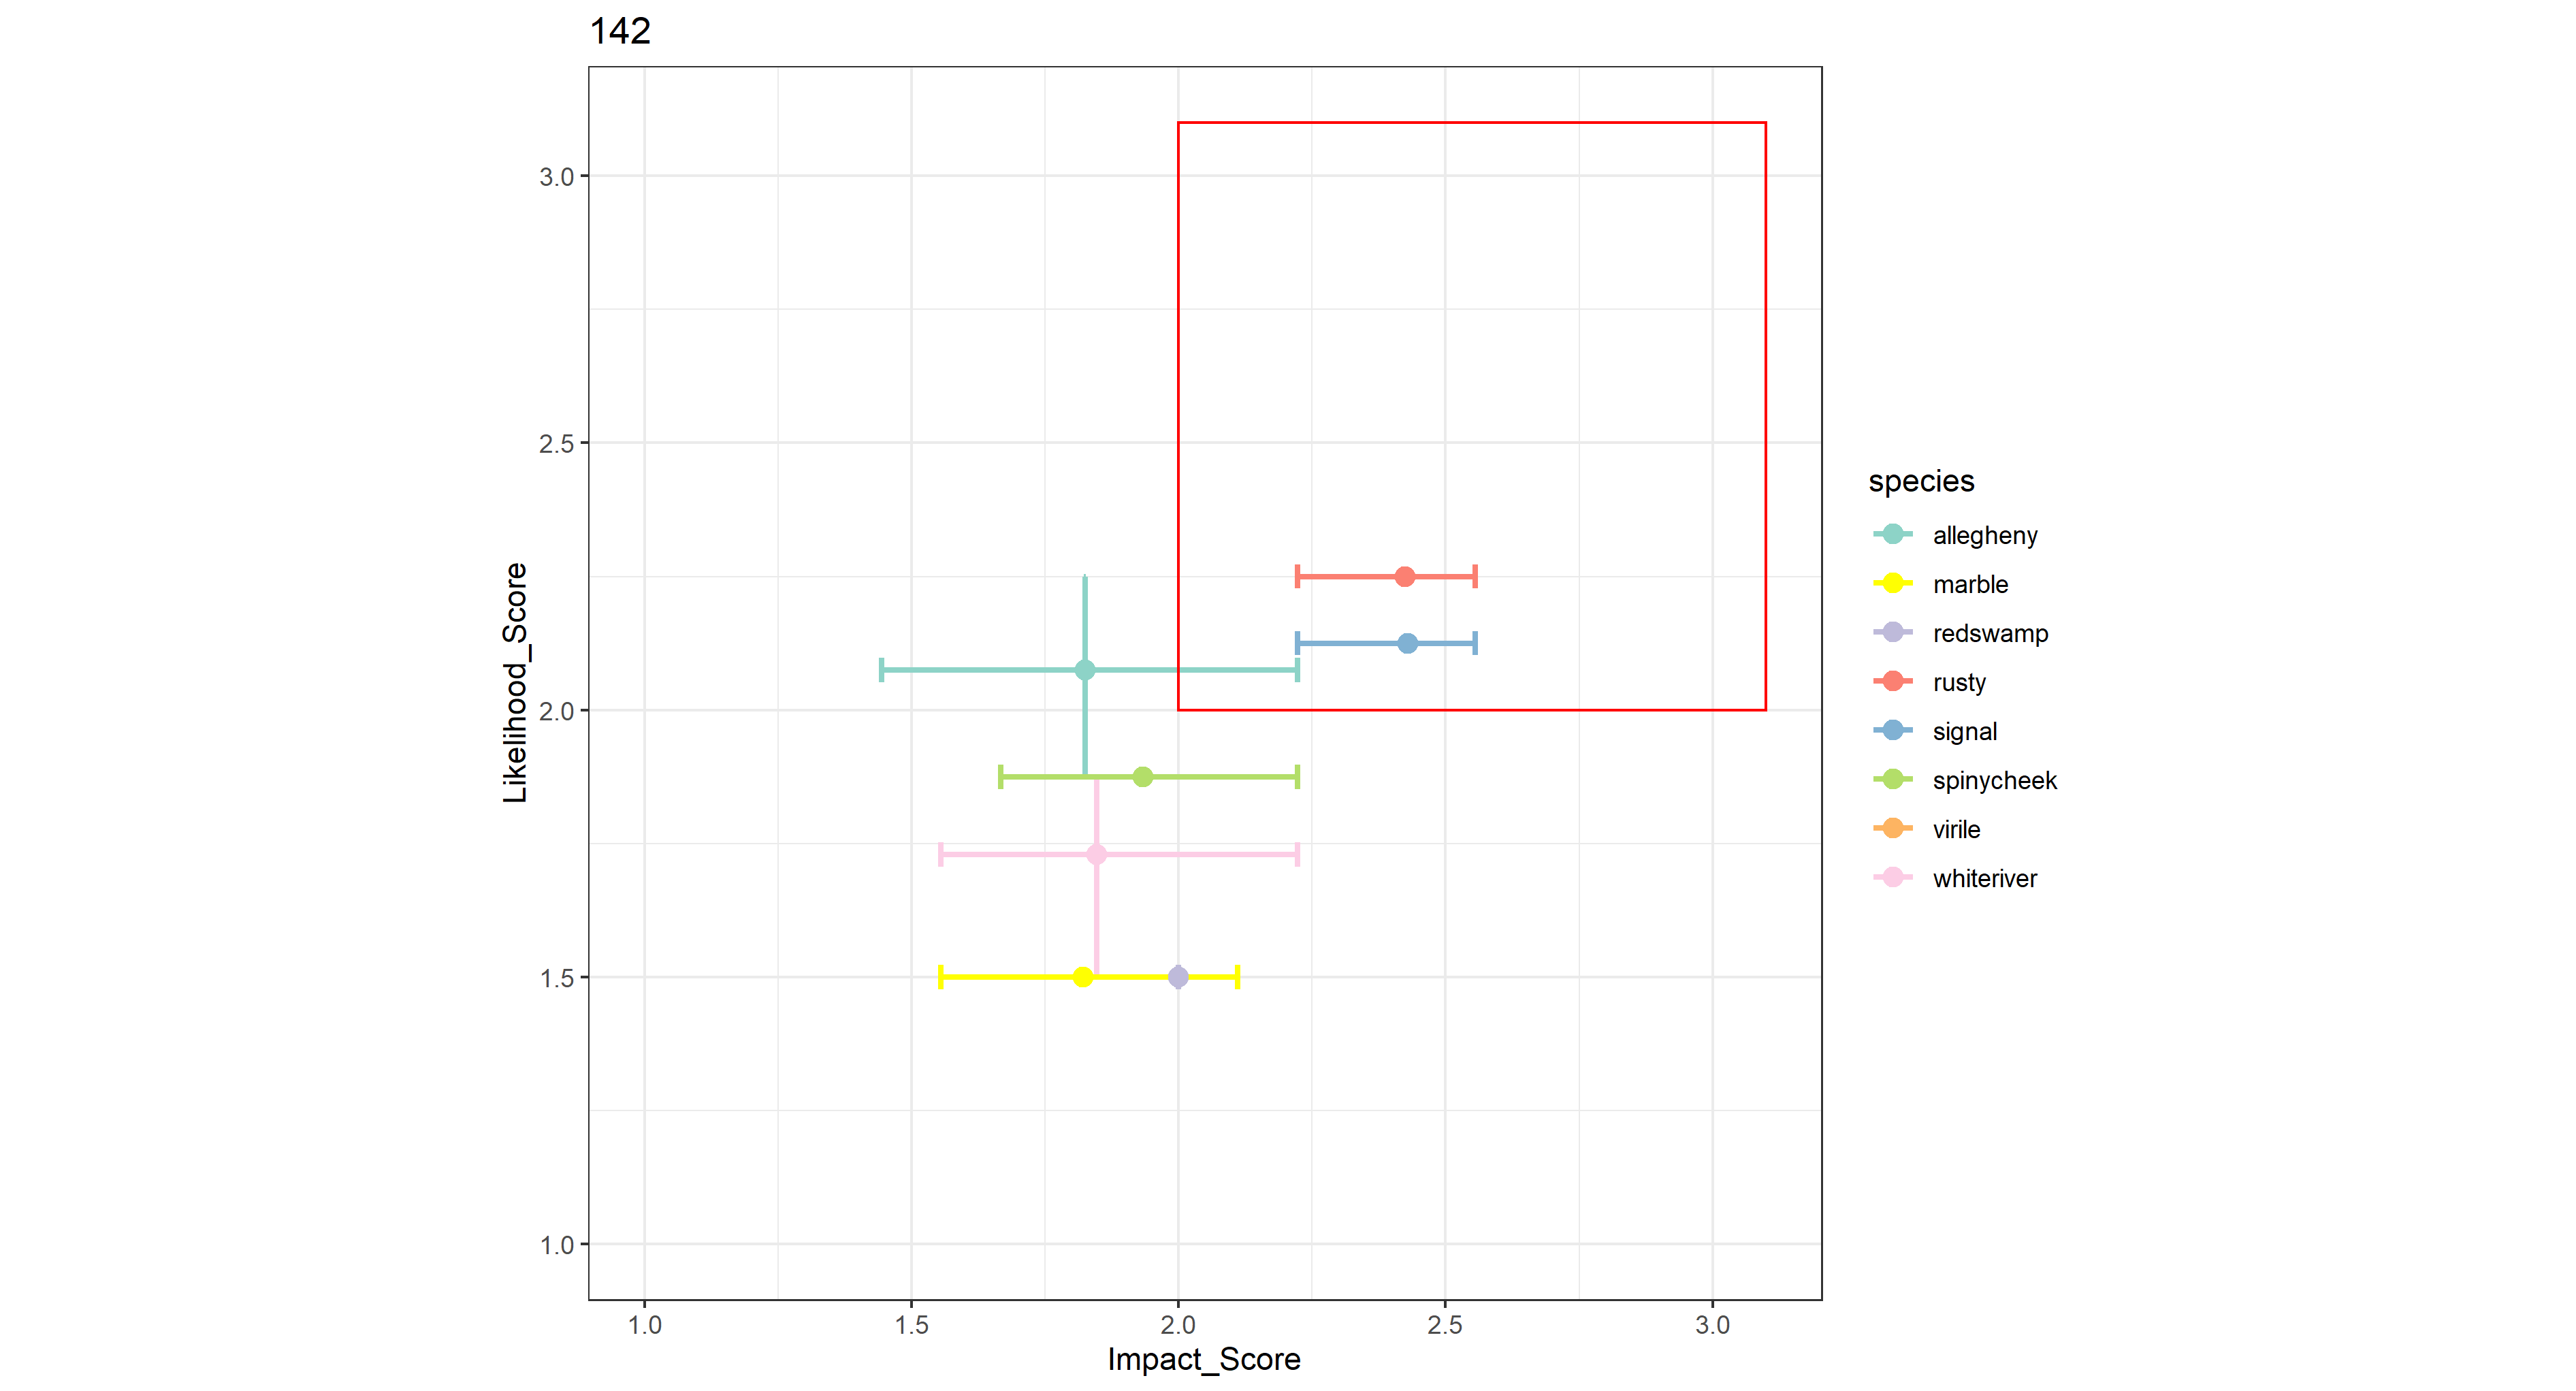 142
3.0
2.5
2.0
1.5
1.0
Likelihood_Score
1.0 1.5 2.0 2.5 3.0
Impact_Score
species
allegheny
marble
redswamp
rusty
signal
spinycheek
virile
whiteriver